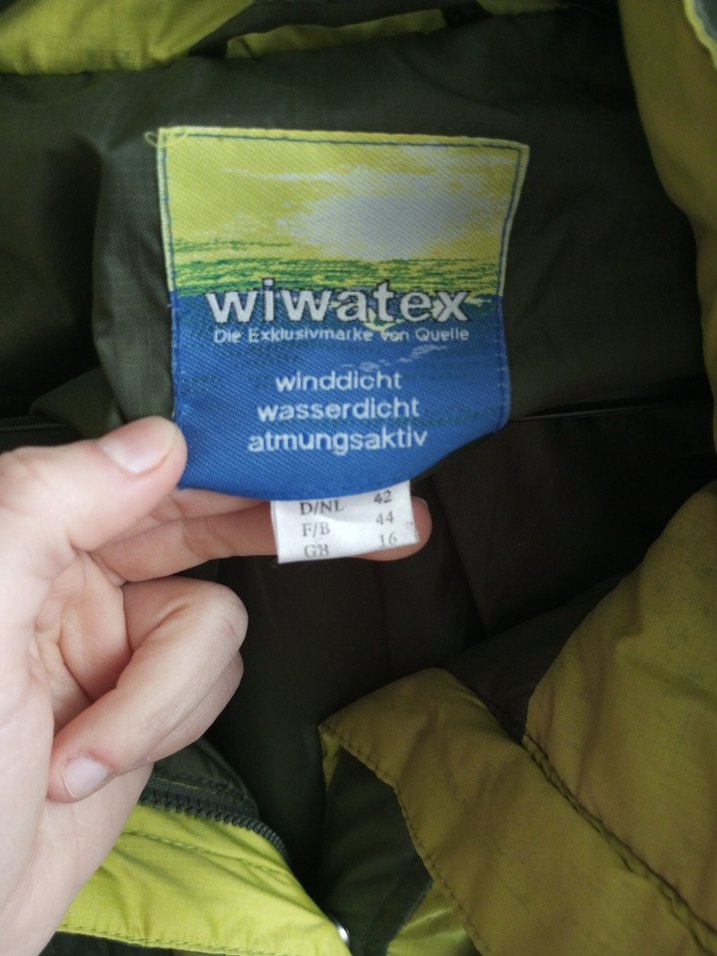 wiwatex
Die Exklusivmarke von Quelle
winddicht
wasserdicht
atmungsaktiv
D/NL 42
F/B 44
GB 16